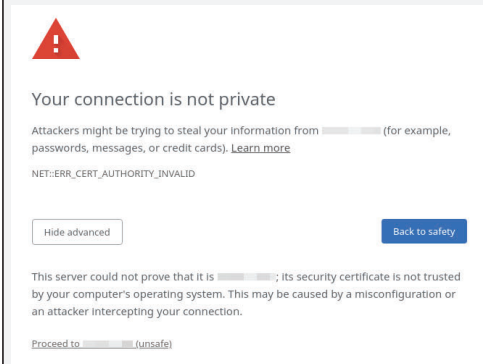 Your connection is not private
Attackers might be trying to steal your information from (for example,
passwords, messages, or credit cards). Learn more
NET::ERR_CERT_AUTHORITY_INVALID
Hide advanced
Back to safety
This server could not prove that it is ; its security certificate is not trusted
by your computer's operating system. This may be caused by a misconfiguration or
an attacker intercepting your connection.
Proceed to (unsafe)